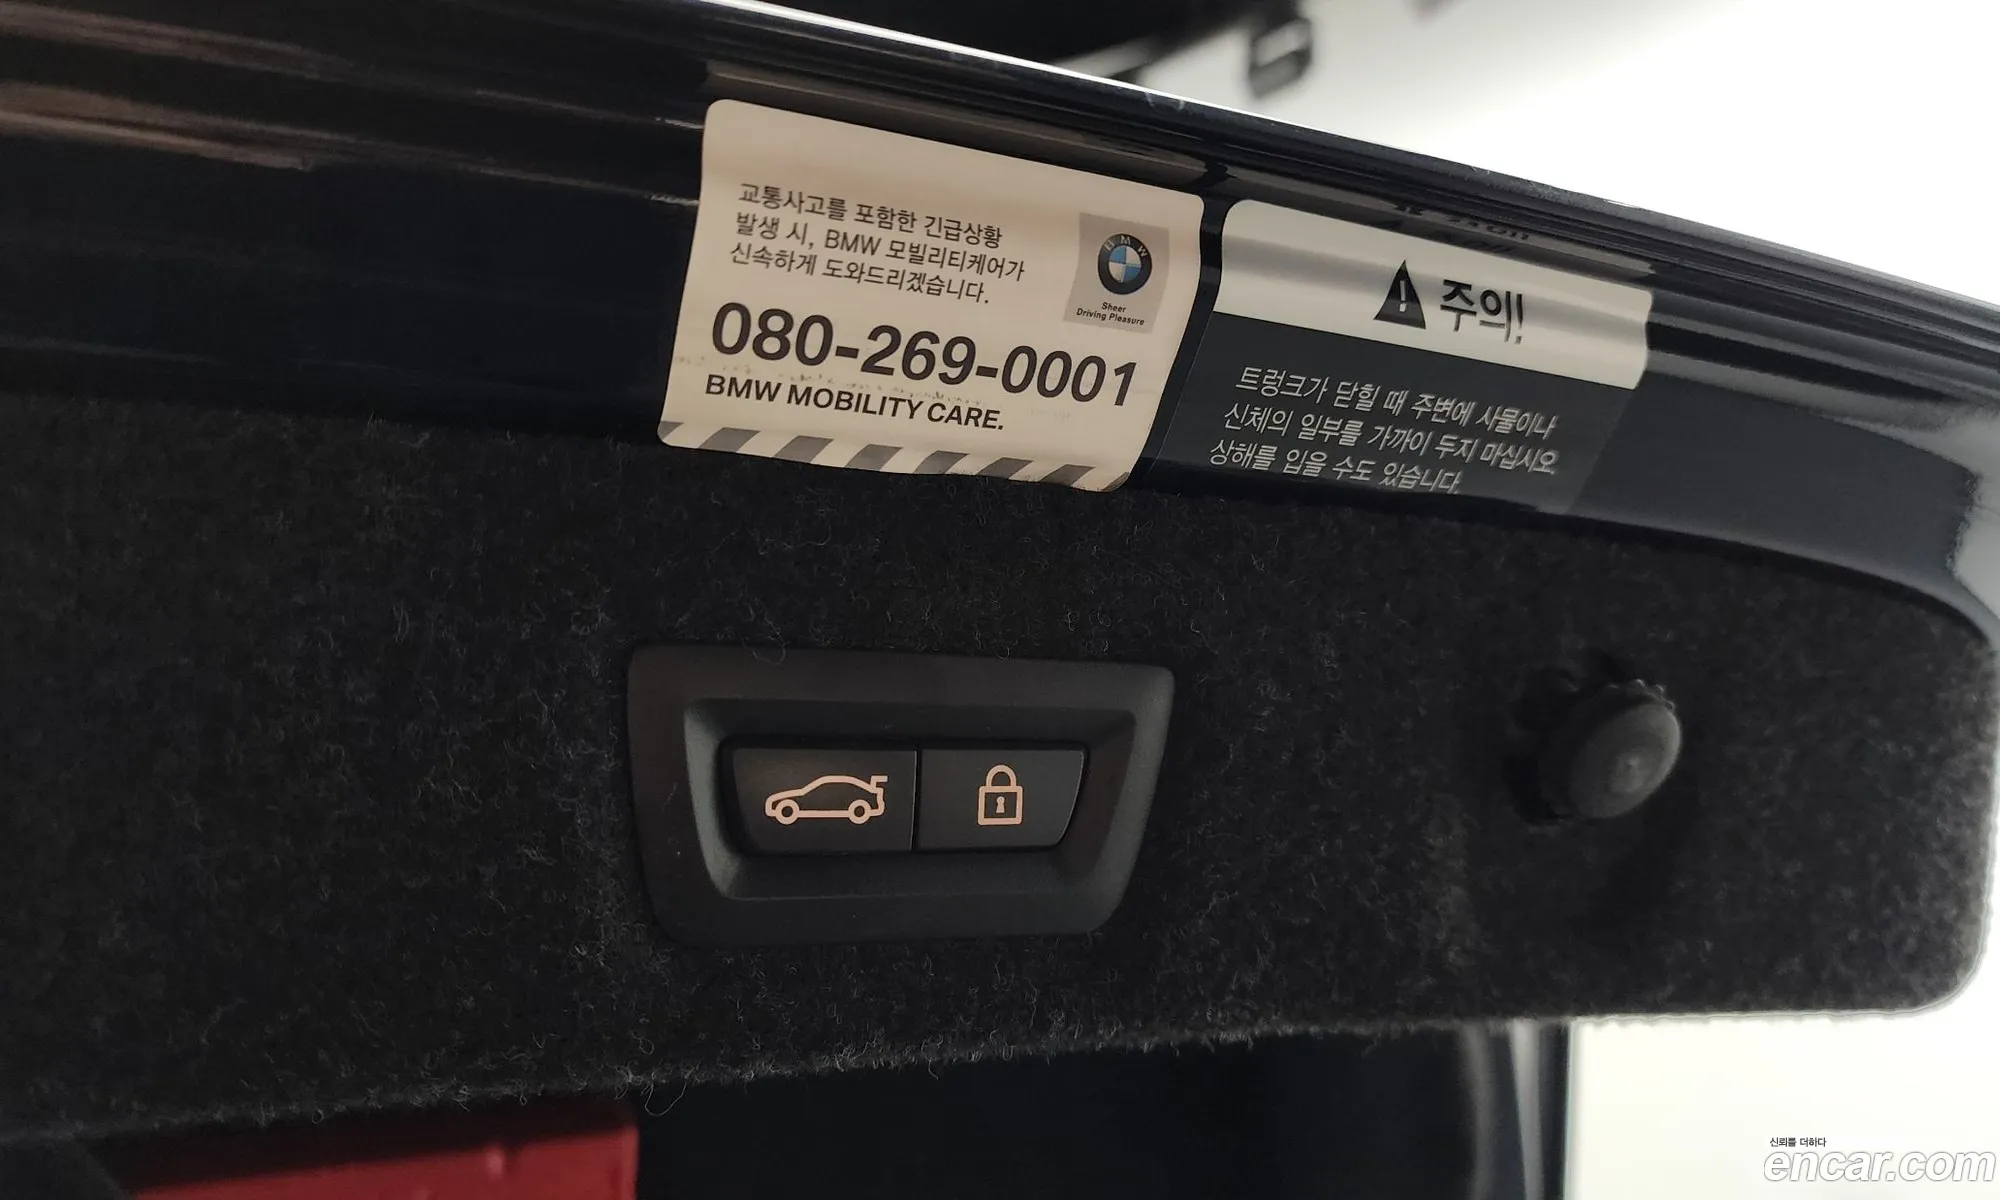 교통사고를 포함한 긴급상황
발생 시, BMW 모빌리티케어가
신속하게 도와드리겠습니다.
BMW
Sheer
Driving Pleasure
080-269-0001
BMW MOBILITY CARE.
주의!
트렁크가 닫힐 때 주변에 사물이나
신체의 일부를 가까이 두지 마십시오.
상해를 입을 수도 있습니다.
신뢰를 더하다
encar.com